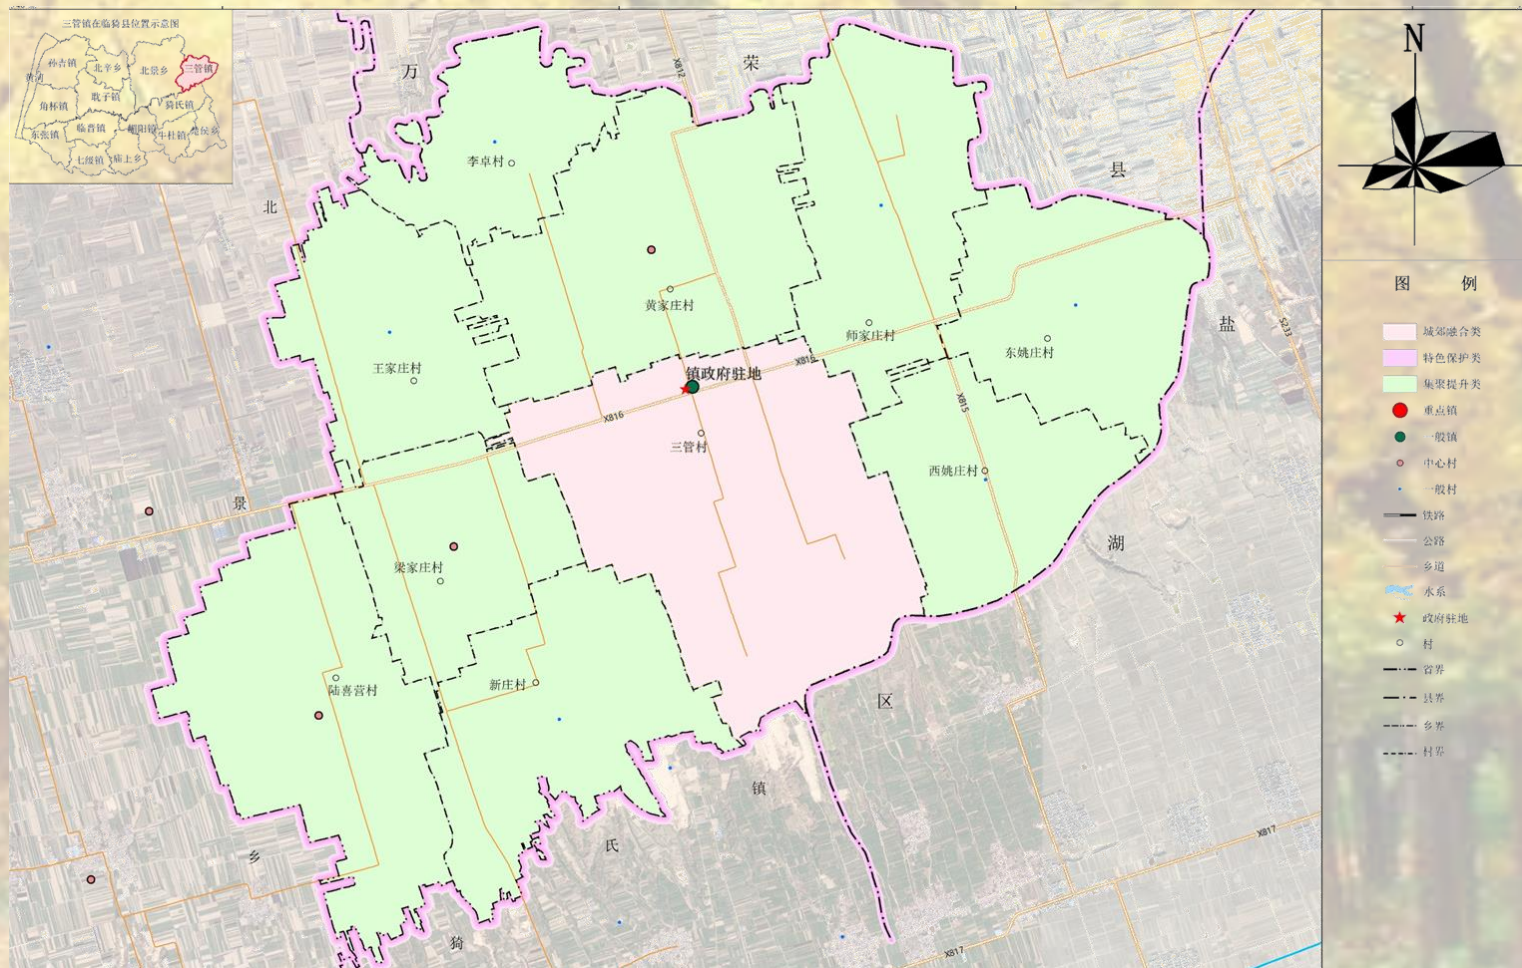 三管镇在临猗县位置示意图
孙吉镇
北辛乡
北景乡
三管镇
黄河
耽子镇
角杯镇
猗氏镇
东张镇
临晋镇
嵋阳镇
牛杜镇
楚侯乡
七级镇
庙上乡
万
荣
县
北
景
乡
盐
湖
区
猗
氏
镇
X812
李卓村
黄家庄村
王家庄村
师家庄村
东姚庄村
镇政府驻地
X816
X816
三管村
西姚庄村
X815
S233
梁家庄村
陆喜营村
新庄村
X817
X817
N
图 例
城郊融合类
特色保护类
集聚提升类
重点镇
一般镇
中心村
一般村
铁路
公路
乡道
水系
政府驻地
村
省界
县界
乡界
村界